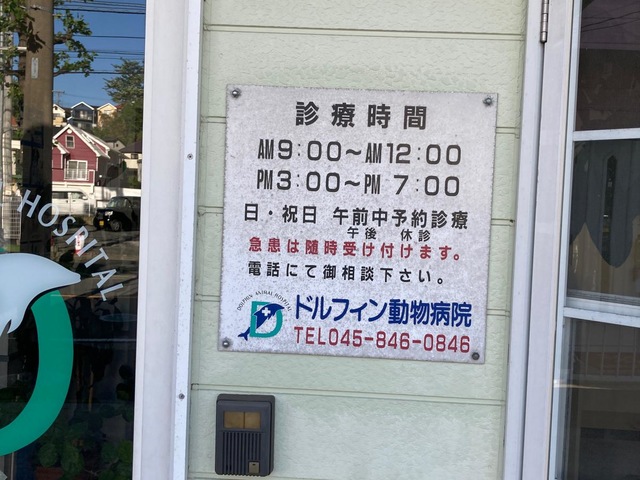 HOSPITAL
診療時間
AM9:00〜AM12:00
PM3:00〜PM 7:00
日・祝日 午前中予約診療
午後 休診
急患は随時受け付けます。
電話にて御相談下さい。
DOLPHIN ANIMAL HOSPITAL
ドルフィン動物病院
TEL045-846-0846